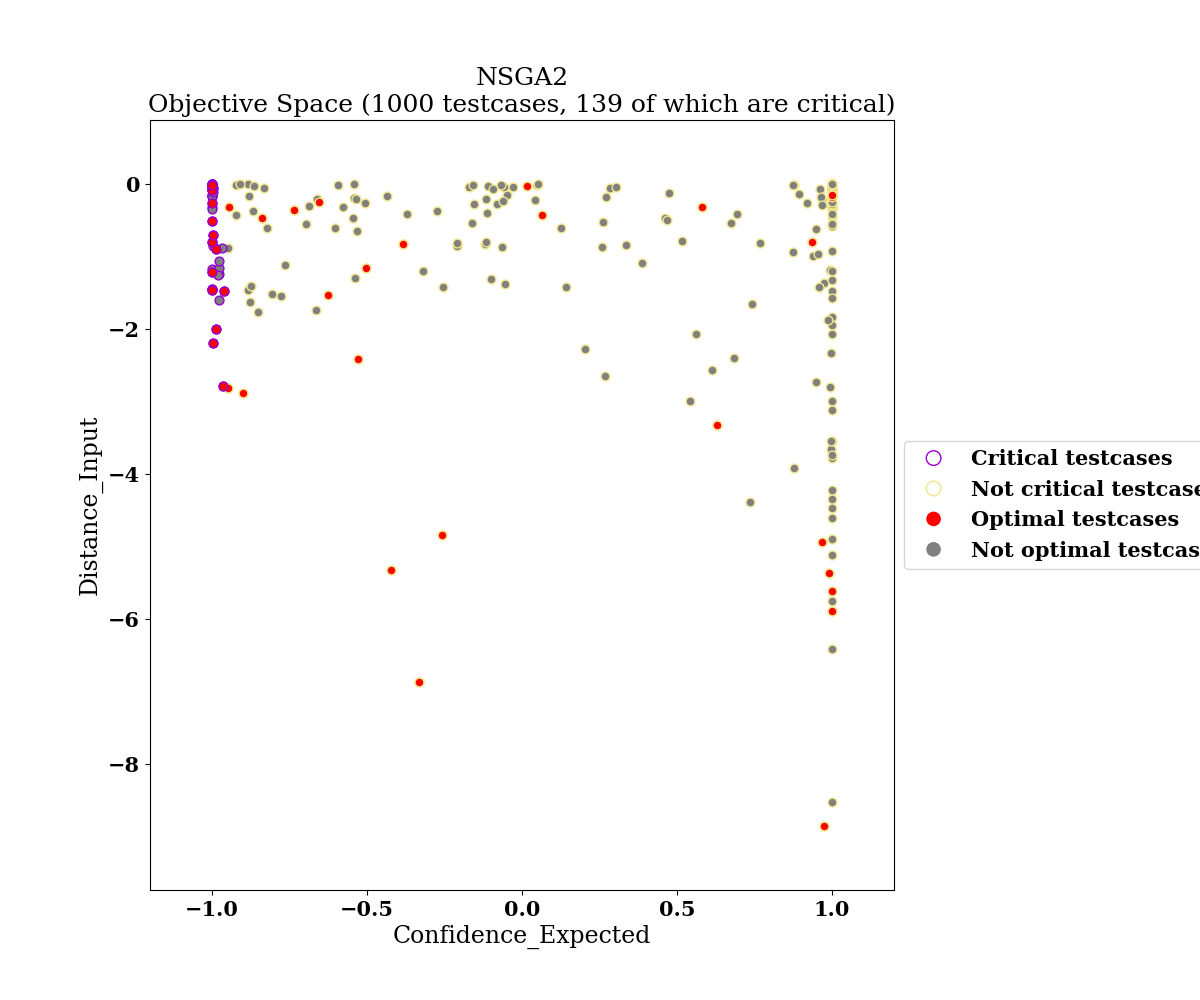 NSGA2
Objective Space (1000 testcases, 139 of which are critical)
0
−2
−4
−6
−8
Distance_Input
−1.0
−0.5
0.0
0.5
1.0
Confidence_Expected
Critical testcases
Not critical testcase
Optimal testcases
Not optimal testcas